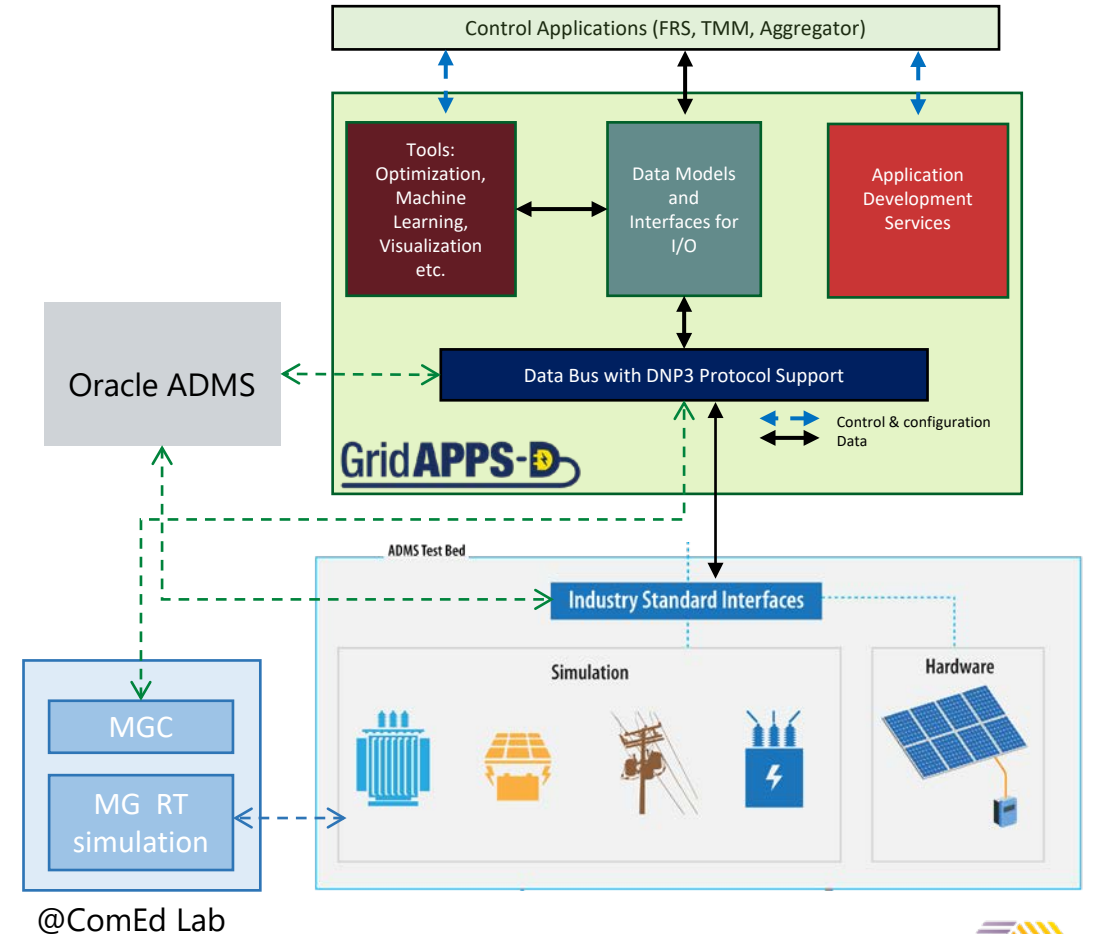 Control Applications (FRS, TMM, Aggregator)
Tools:
Optimization,
Machine
Learning,
Visualization
etc.
Data Models
and
Interfaces for
I/O
Application
Development
Services
Oracle ADMS
Data Bus with DNP3 Protocol Support
Control & configuration
Data
GridAPPS-D
ADMS Test Bed
Industry Standard Interfaces
Simulation
Hardware
MGC
MG RT
simulation
@ComEd Lab